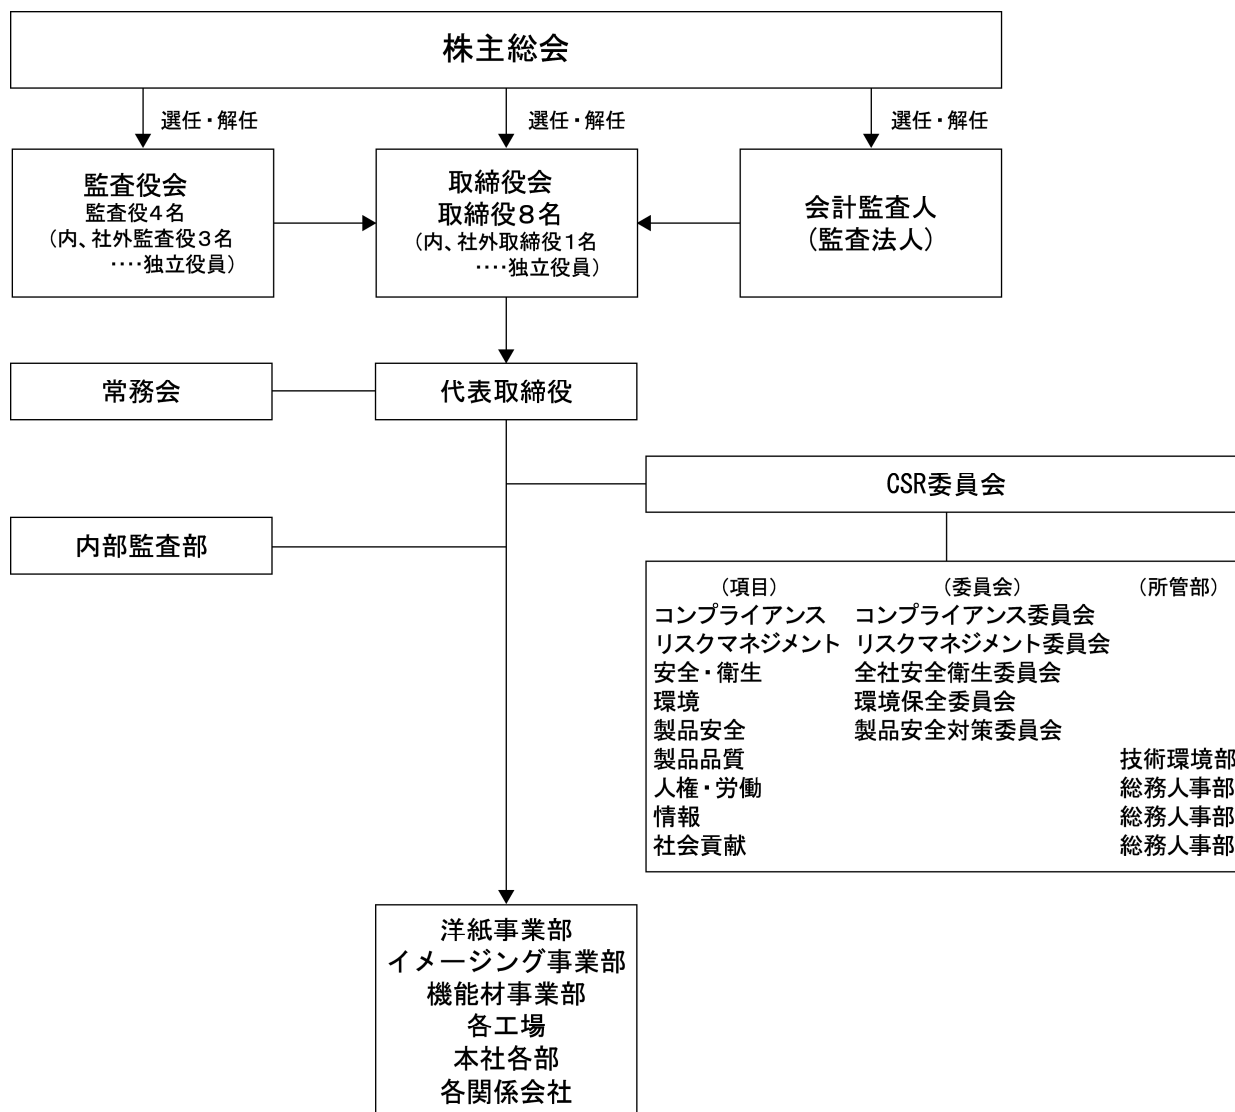 株主総会
選任・解任
選任・解任
選任・解任
監査役会
監査役4名
(内、社外監査役3名
‥‥独立役員)
取締役会
取締役8名
(内、社外取締役1名
‥‥独立役員)
会計監査人
(監査法人)
常務会
代表取締役
CSR委員会
内部監査部
(項目) (委員会) (所管部)
コンプライアンス コンプライアンス委員会
リスクマネジメント リスクマネジメント委員会
安全・衛生 全社安全衛生委員会
環境 環境保全委員会
製品安全 製品安全対策委員会
製品品質 技術環境部
人権・労働 総務人事部
情報 総務人事部
社会貢献 総務人事部
洋紙事業部
イメージング事業部
機能材事業部
各工場
本社各部
各関係会社